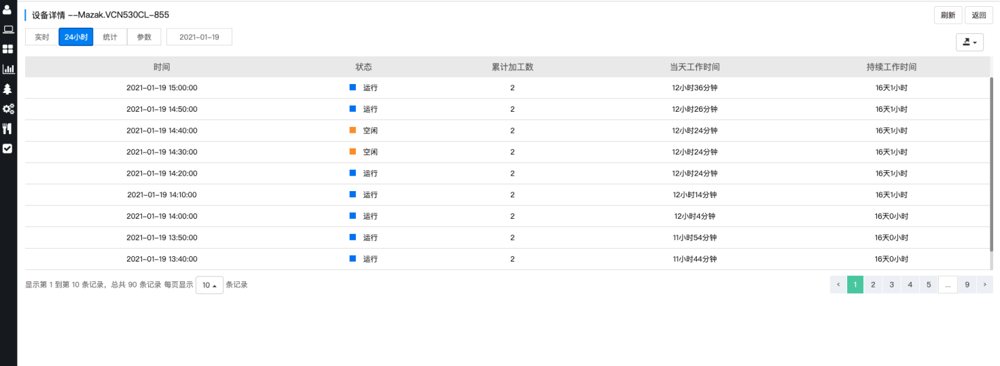 设备详情 --Mazak.VCN530CL-855 刷新 返回
实时 24小时 统计 参数 2021-01-19
时间 状态 累计加工数 当天工作时间 持续工作时间
2021-01-19 15:00:00 运行 2 12小时36分钟 16天1小时
2021-01-19 14:50:00 运行 2 12小时26分钟 16天1小时
2021-01-19 14:40:00 空闲 2 12小时24分钟 16天1小时
2021-01-19 14:30:00 空闲 2 12小时24分钟 16天1小时
2021-01-19 14:20:00 运行 2 12小时24分钟 16天1小时
2021-01-19 14:10:00 运行 2 12小时14分钟 16天1小时
2021-01-19 14:00:00 运行 2 12小时4分钟 16天0小时
2021-01-19 13:50:00 运行 2 11小时54分钟 16天0小时
2021-01-19 13:40:00 运行 2 11小时44分钟 16天0小时
显示第 1 到第 10 条记录，总共 90 条记录 每页显示 10 条记录 < 1 2 3 4 5 ... 9 >